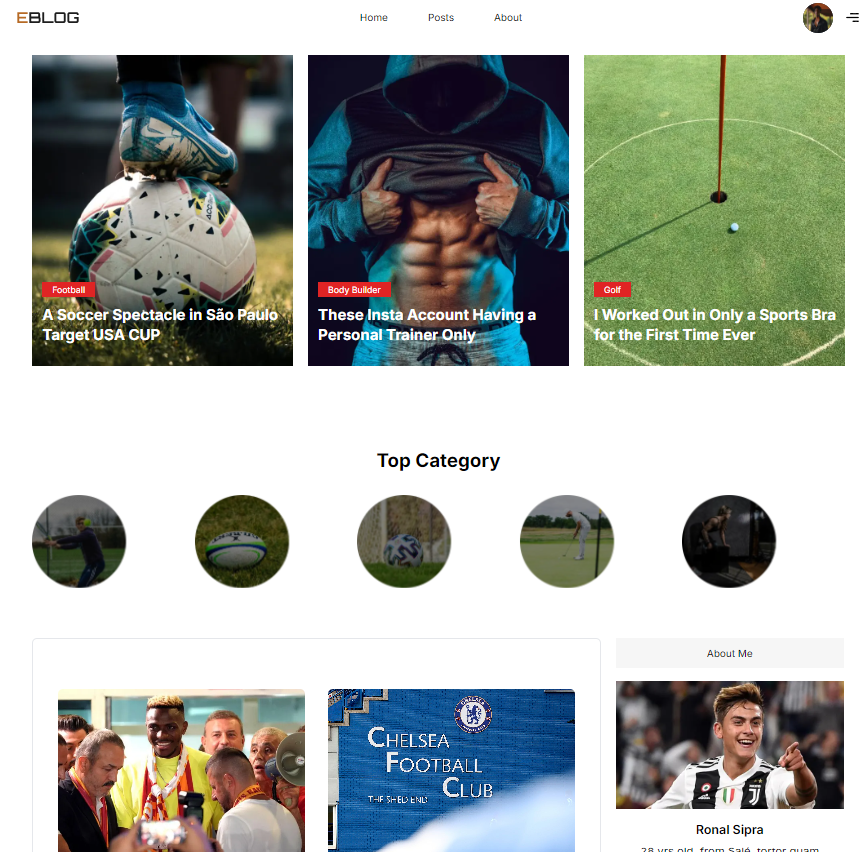 EBLOG
Home
Posts
About
Football
A Soccer Spectacle in São Paulo
Target USA CUP
Body Builder
These Insta Account Having a
Personal Trainer Only
Golf
I Worked Out in Only a Sports Bra
for the First Time Ever
Top Category
CHELSEA
FOOTBALL
CLUB
THE SHED END
About Me
Ronal Sipra
28 yrs old, from Salé, tortor quam